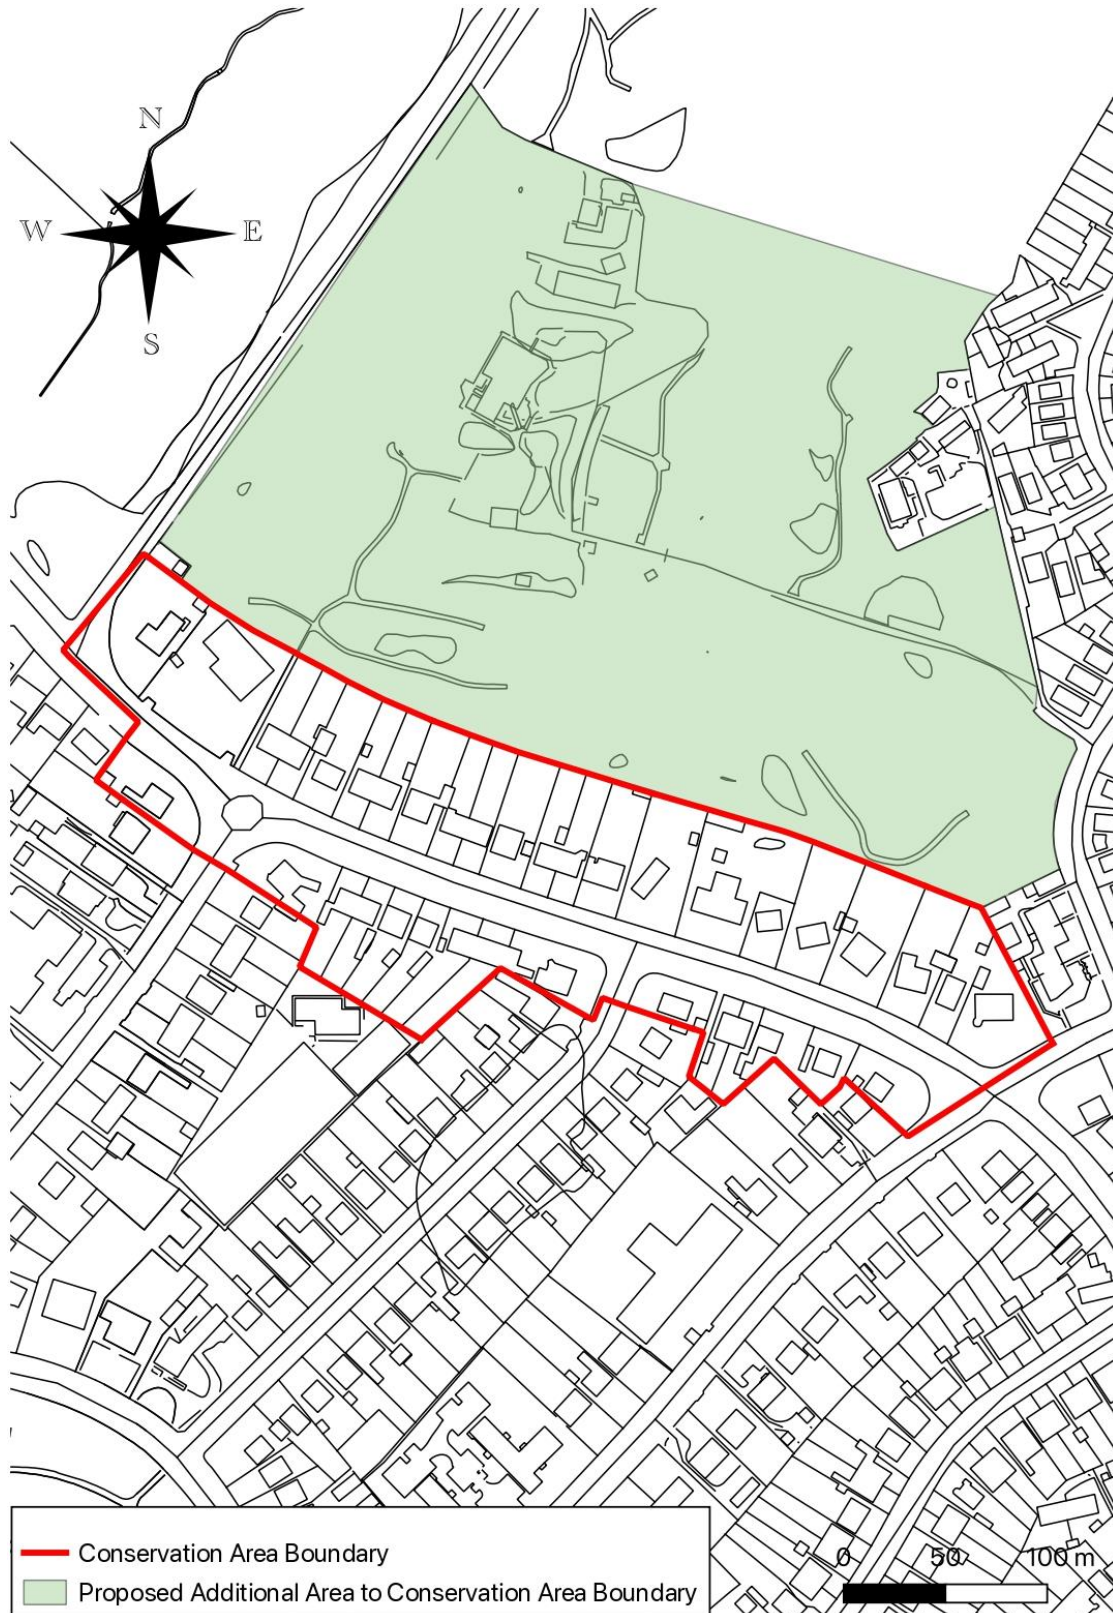 N
W E
S
Conservation Area Boundary
0 50 100 m
Proposed Additional Area to Conservation Area Boundary